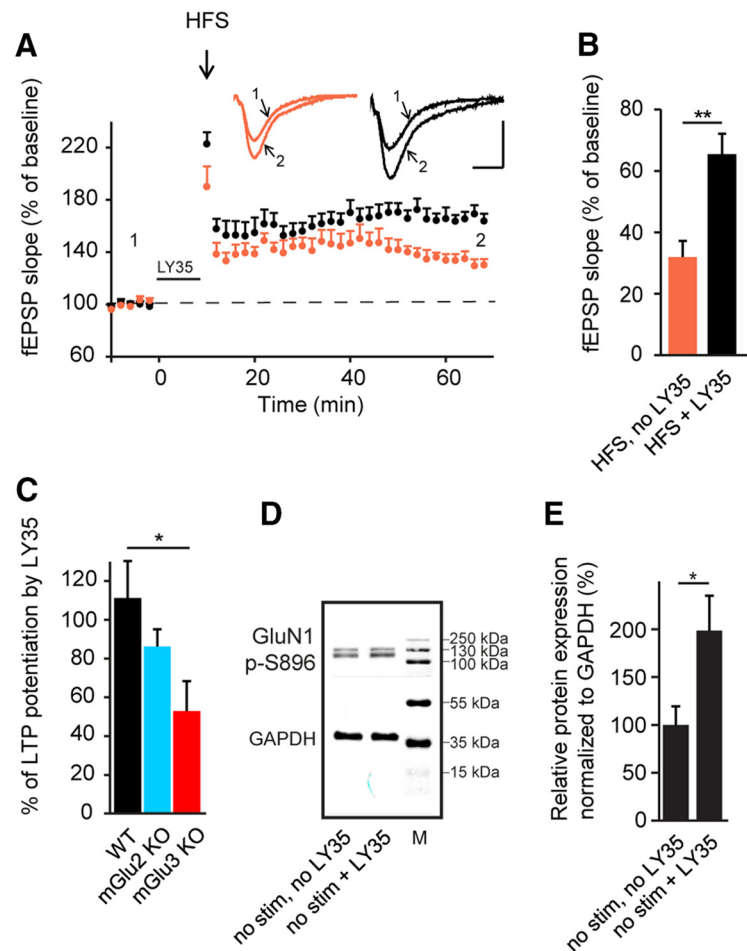 A
HFS
fEPSP slope (% of baseline)
220
180
140
100
60
1
LY35
1
2
1
2
2
0
20
40
60
Time (min)
B
fEPSP slope (% of baseline)
80
60
40
20
0
**
HFS, no LY35
HFS + LY35
C
% of LTP potentiation by LY35
120
100
80
60
40
20
0
*
WT
mGlu2 KO
mGlu3 KO
D
GluN1
p-S896
GAPDH
250 kDa
130 kDa
100 kDa
55 kDa
35 kDa
15 kDa
no stim, no LY35
no stim + LY35
M
E
Relative protein expression
normalized to GAPDH (%)
200
150
100
50
0
*
no stim, no LY35
no stim + LY35